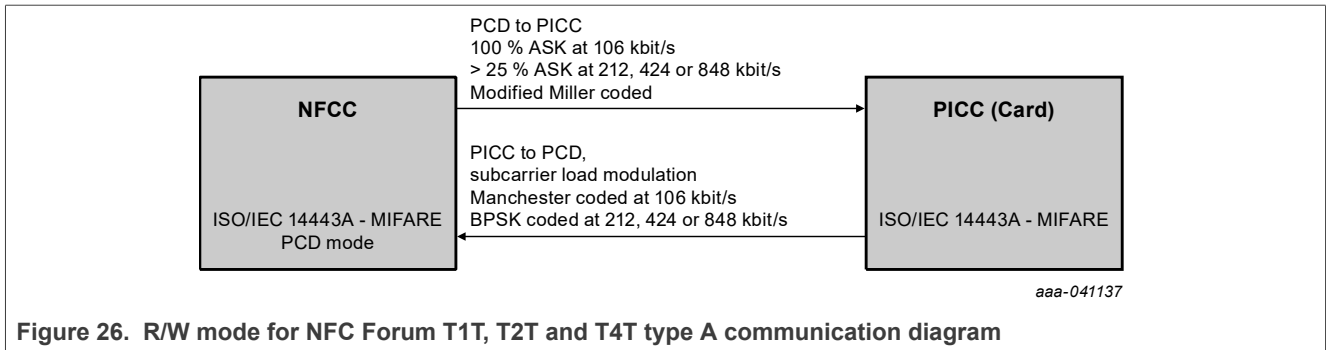 PCD to PICC
100 % ASK at 106 kbit/s
> 25 % ASK at 212, 424 or 848 kbit/s
Modified Miller coded
NFCC
PICC (Card)
PICC to PCD,
subcarrier load modulation
Manchester coded at 106 kbit/s
BPSK coded at 212, 424 or 848 kbit/s
ISO/IEC 14443A - MIFARE
PCD mode
ISO/IEC 14443A - MIFARE
aaa-041137
Figure 26. R/W mode for NFC Forum T1T, T2T and T4T type A communication diagram